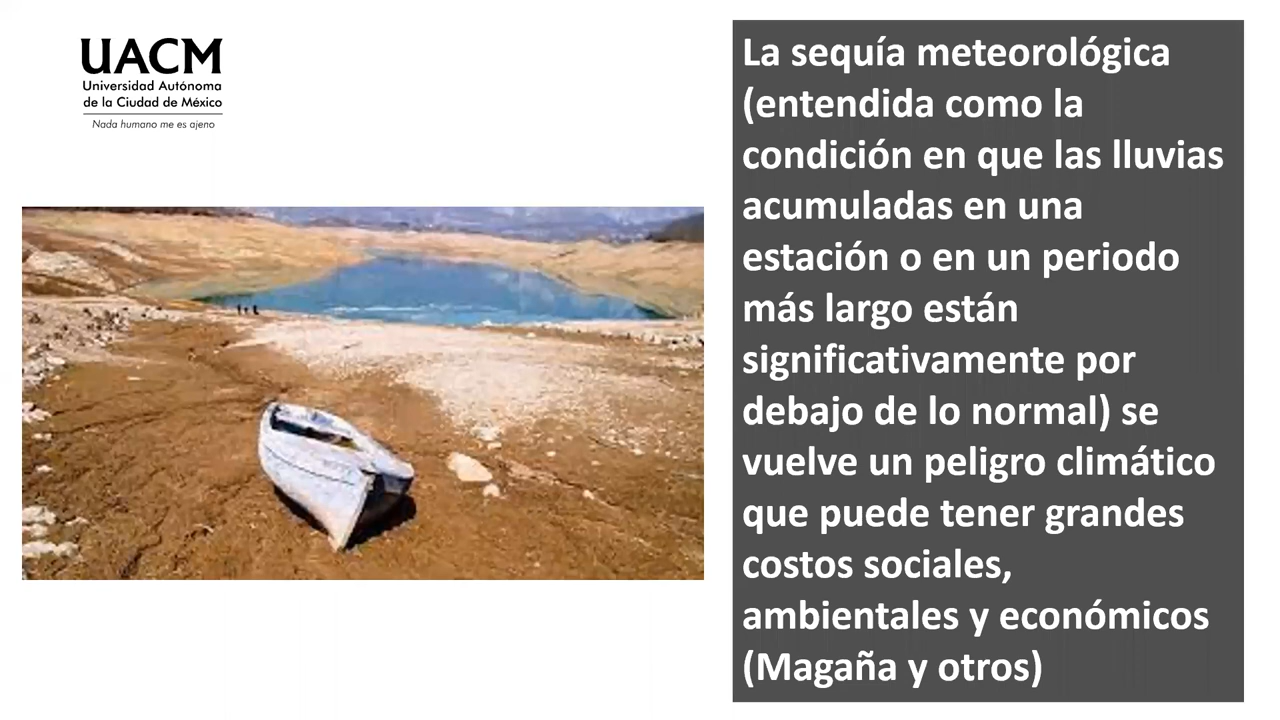 UACM
Universidad Autónoma
de la Ciudad de México
Nada humano me es ajeno
La sequía meteorológica
(entendida como la
condición en que las lluvias
acumuladas en una
estación o en un periodo
más largo están
significativamente por
debajo de lo normal) se
vuelve un peligro climático
que puede tener grandes
costos sociales,
ambientales y económicos
(Magaña y otros)